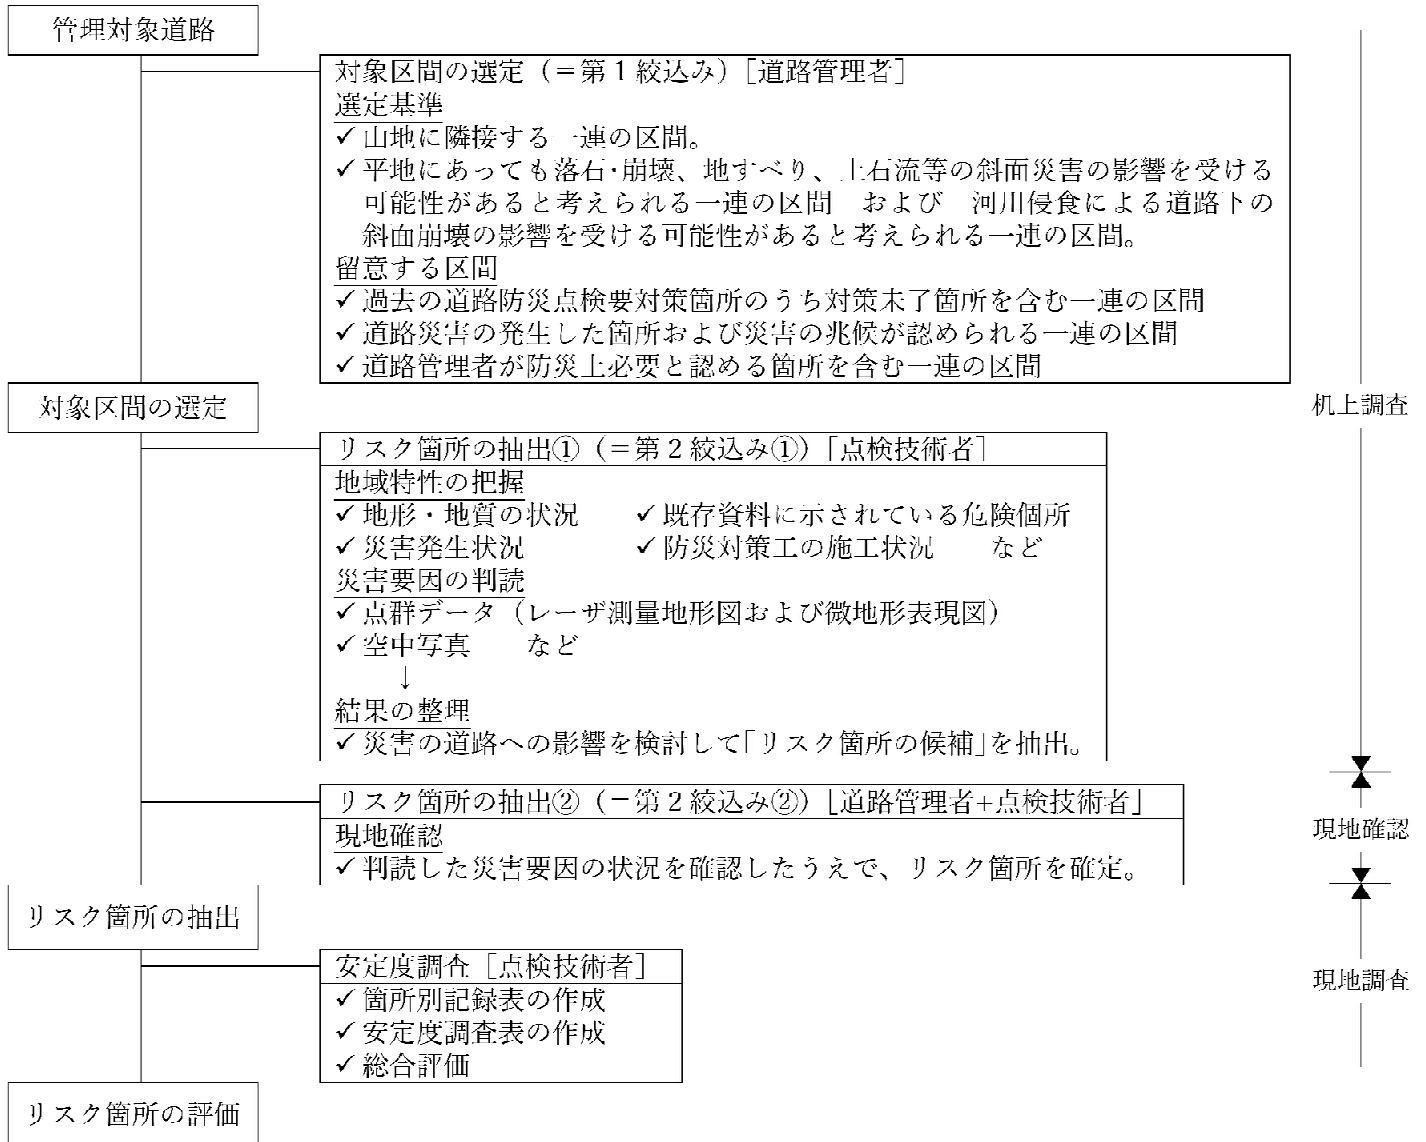 管理対象道路
対象区間の選定（＝第１絞込み）［道路管理者］
選定基準
✓ 山地に隣接する一連の区間。
✓ 平地にあっても落石・崩壊、地すべり、土石流等の斜面災害の影響を受ける
可能性があると考えられる一連の区間　および　河川侵食による道路下の
斜面崩壊の影響を受ける可能性があると考えられる一連の区間。
留意する区間
✓ 過去の道路防災点検要対策箇所のうち対策未了箇所を含む一連の区間
✓ 道路災害の発生した箇所および災害の兆候が認められる一連の区間
✓ 道路管理者が防災上必要と認める箇所を含む一連の区間
対象区間の選定
机上調査
リスク箇所の抽出①（＝第２絞込み①）［点検技術者］
地域特性の把握
✓ 地形・地質の状況　　✓ 既存資料に示されている危険個所
✓ 災害発生状況　　　　✓ 防災対策工の施工状況　　など
災害要因の判読
✓ 点群データ（レーザ測量地形図および微地形表現図）
✓ 空中写真　　など
↓
結果の整理
✓ 災害の道路への影響を検討して「リスク箇所の候補」を抽出。
リスク箇所の抽出②（＝第２絞込み②）［道路管理者+点検技術者］
現地確認
現地確認
✓ 判読した災害要因の状況を確認したうえで、リスク箇所を確定。
リスク箇所の抽出
安定度調査［点検技術者］
現地調査
✓ 箇所別記録表の作成
✓ 安定度調査表の作成
✓ 総合評価
リスク箇所の評価